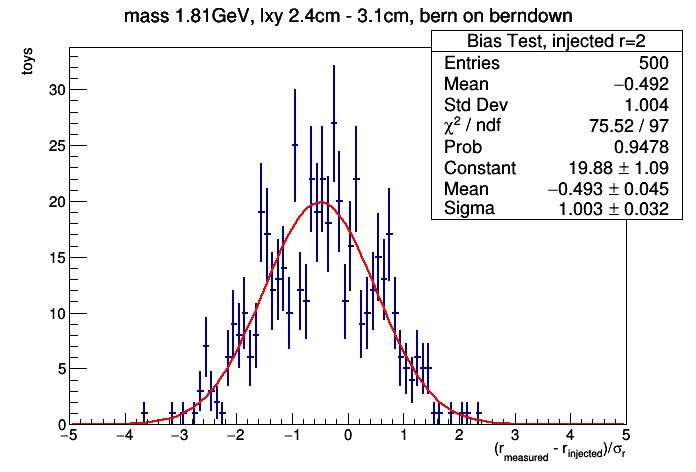 mass 1.81GeV, lxy 2.4cm - 3.1cm, bern on berndown
Bias Test, injected r=2
Entries 500
Mean −0.492
Std Dev 1.004
χ² / ndf 75.52 / 97
Prob 0.9478
Constant 19.88 ± 1.09
Mean −0.493 ± 0.045
Sigma 1.003 ± 0.032
toys
30
25
20
15
10
5
0
−5 −4 −3 −2 −1 0 1 2 3 4 5
(r_measured - r_injected)/σ_r